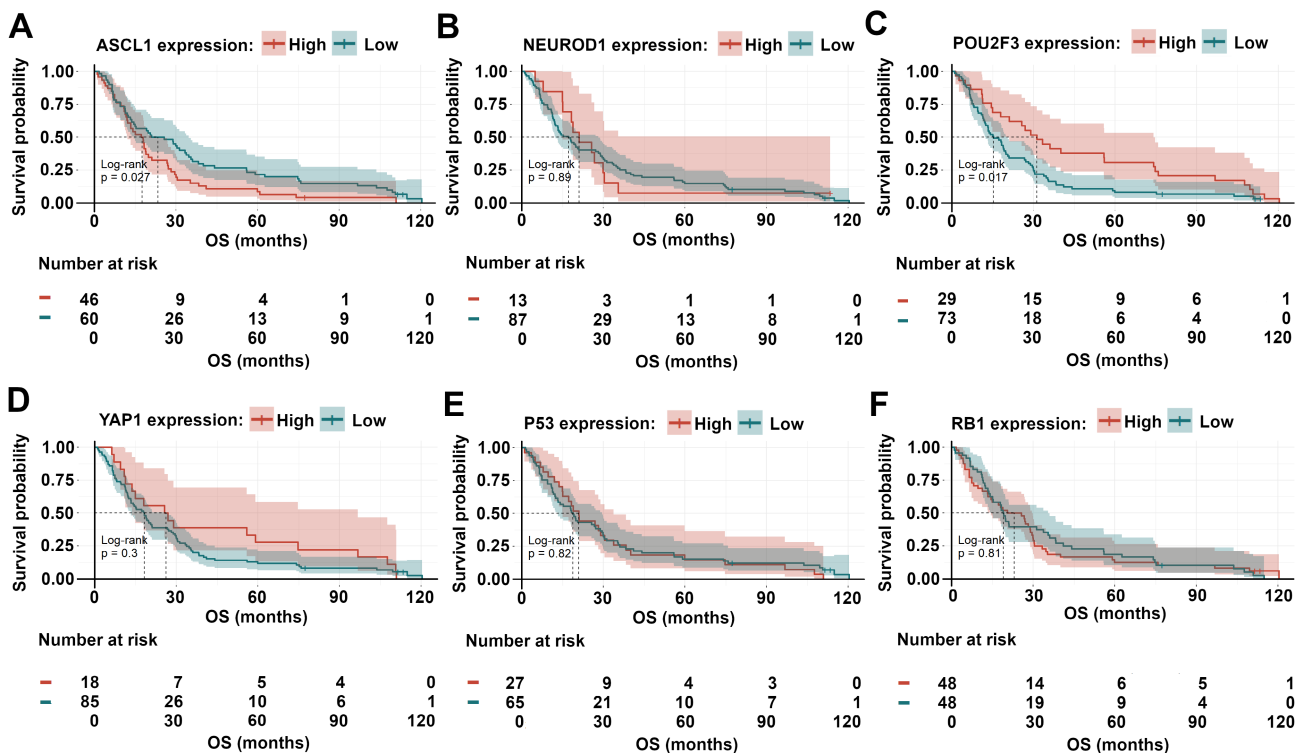 A
ASCL1 expression: High Low
Survival probability
1.00
0.75
0.50
0.25
0.00
Log-rank
p = 0.027
0 30 60 90 120
OS (months)
Number at risk
46 9 4 1 0
60 26 13 9 1
0 30 60 90 120
OS (months)
B
NEUROD1 expression: High Low
Survival probability
1.00
0.75
0.50
0.25
0.00
Log-rank
p = 0.89
0 30 60 90 120
OS (months)
Number at risk
13 3 1 1 0
87 29 13 8 1
0 30 60 90 120
OS (months)
C
POU2F3 expression: High Low
Survival probability
1.00
0.75
0.50
0.25
0.00
Log-rank
p = 0.017
0 30 60 90 120
OS (months)
Number at risk
29 15 9 6 1
73 18 6 4 0
0 30 60 90 120
OS (months)
D
YAP1 expression: High Low
Survival probability
1.00
0.75
0.50
0.25
0.00
Log-rank
p = 0.3
0 30 60 90 120
OS (months)
Number at risk
18 7 5 4 0
85 26 10 6 1
0 30 60 90 120
OS (months)
E
P53 expression: High Low
Survival probability
1.00
0.75
0.50
0.25
0.00
Log-rank
p = 0.82
0 30 60 90 120
OS (months)
Number at risk
27 9 4 3 0
65 21 10 7 1
0 30 60 90 120
OS (months)
F
RB1 expression: High Low
Survival probability
1.00
0.75
0.50
0.25
0.00
Log-rank
p = 0.81
0 30 60 90 120
OS (months)
Number at risk
48 14 6 5 1
48 19 9 4 0
0 30 60 90 120
OS (months)